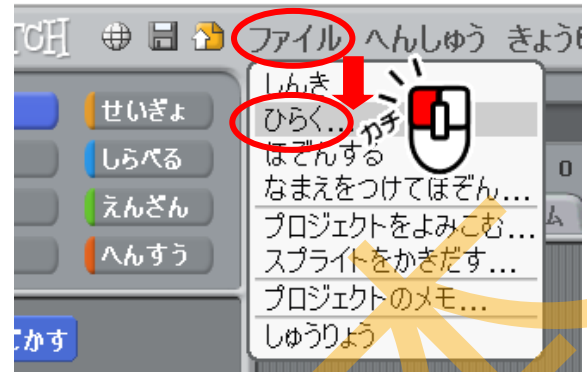 TCH ファイル へんしゅう きょう
せいぎょ
しらべる
えんざん
へんすう
てかす
しんき
ひらく...
カチ
ほぞんする
なまえをつけてほぞん...
プロジェクトをよみこむ...
スプライトをかきだす...
プロジェクトのメモ...
しゅうりょう
0
ム